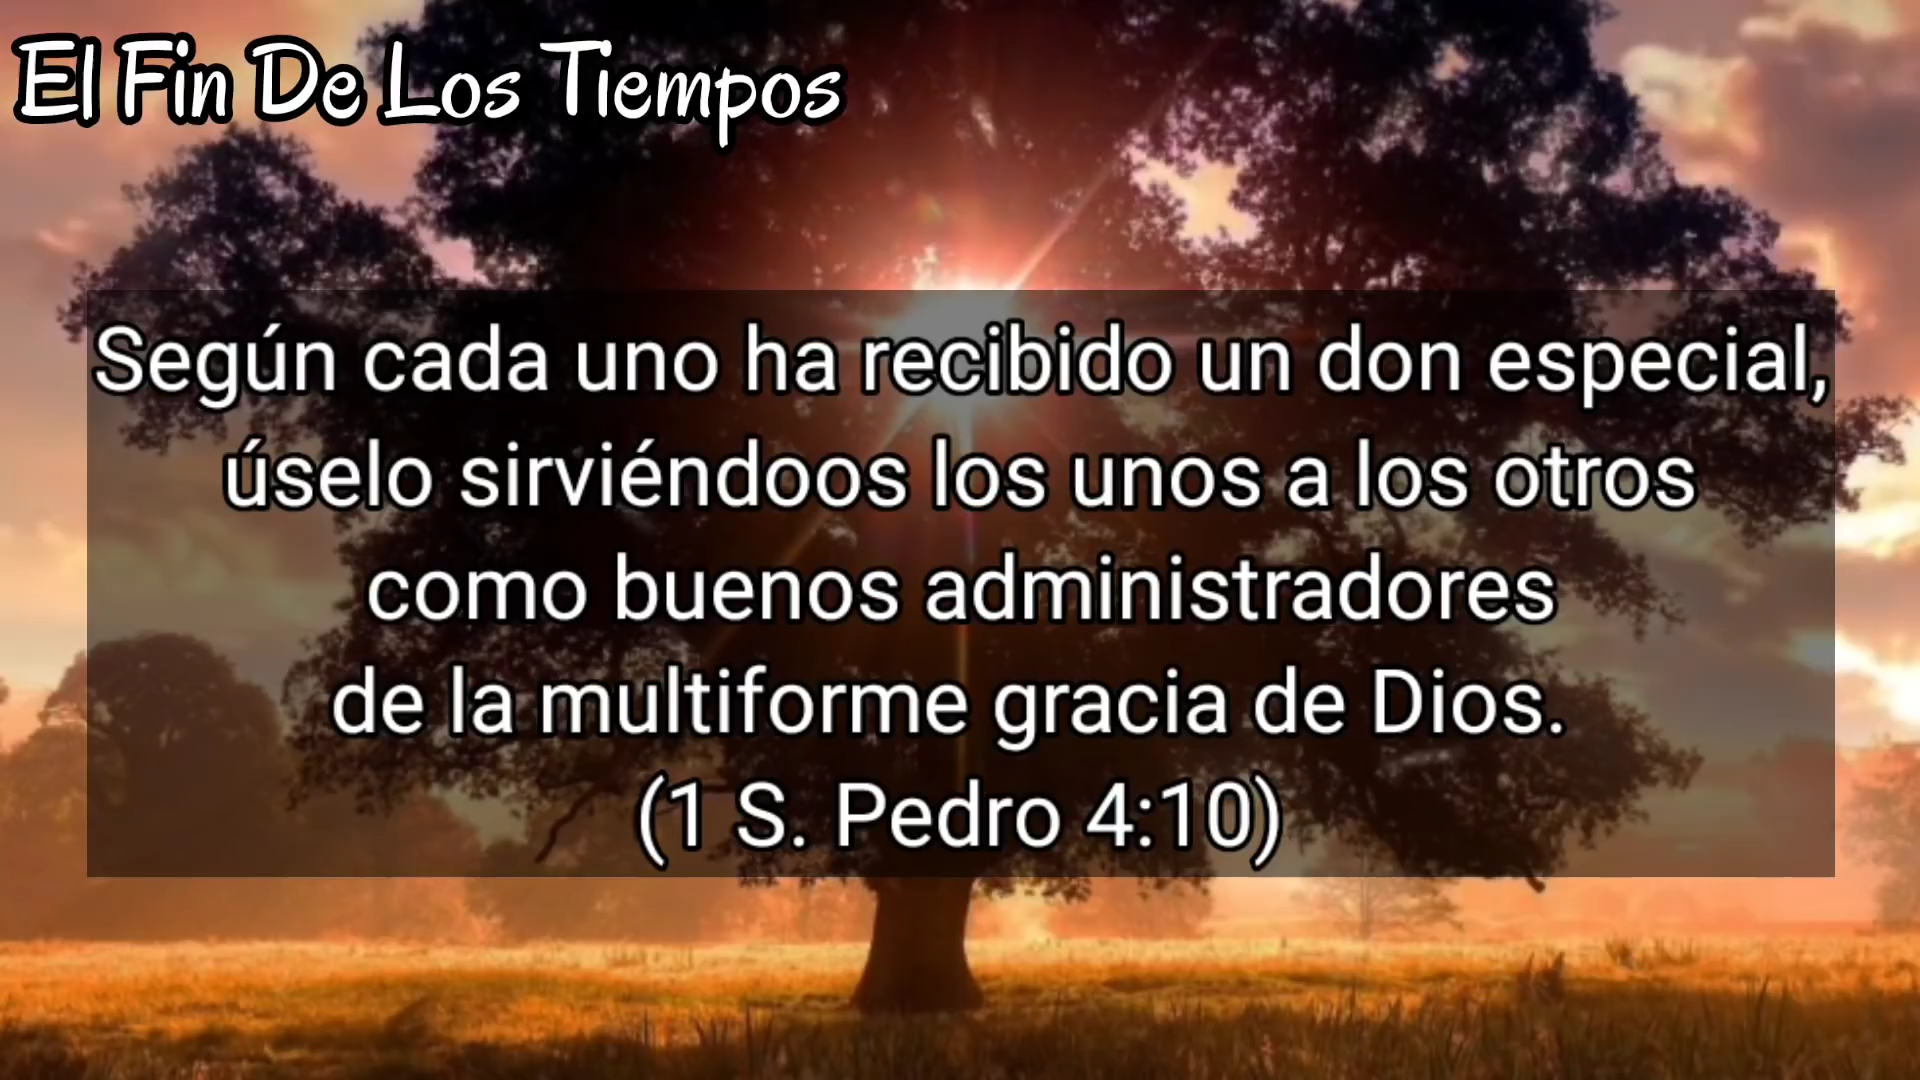 El Fin De Los Tiempos
Según cada uno ha recibido un don especial,
úselo sirviéndoos los unos a los otros
como buenos administradores
de la multiforme gracia de Dios.
(1 S. Pedro 4:10)